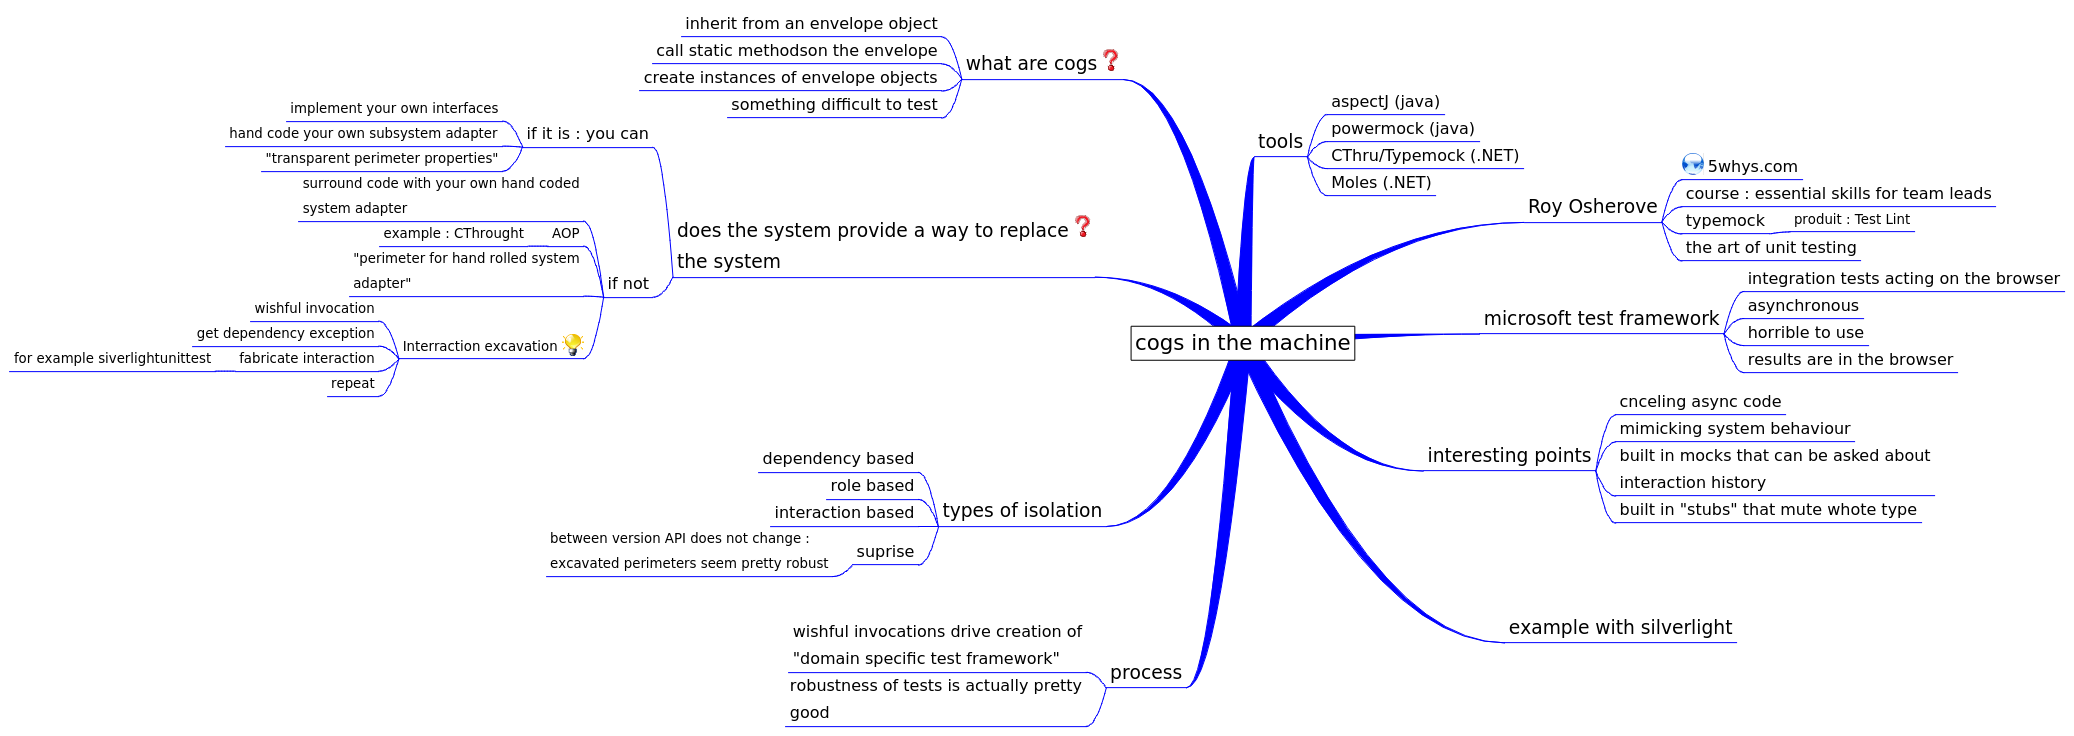 cogs in the machine
what are cogs
inherit from an envelope object
call static methodson the envelope
create instances of envelope objects
something difficult to test
does the system provide a way to replace
the system
if it is : you can
implement your own interfaces
hand code your own subsystem adapter
"transparent perimeter properties"
if not
surround code with your own hand coded
system adapter
AOP
example : CThrought
"perimeter for hand rolled system
adapter"
Interraction excavation
wishful invocation
get dependency exception
fabricate interaction
for example siverlightunittest
repeat
types of isolation
dependency based
role based
interaction based
suprise
between version API does not change :
excavated perimeters seem pretty robust
process
wishful invocations drive creation of
"domain specific test framework"
robustness of tests is actually pretty
good
tools
aspectJ (java)
powermock (java)
CThru/Typemock (.NET)
Moles (.NET)
Roy Osherove
5whys.com
course : essential skills for team leads
typemock
produit : Test Lint
the art of unit testing
microsoft test framework
integration tests acting on the browser
asynchronous
horrible to use
results are in the browser
interesting points
cnceling async code
mimicking system behaviour
built in mocks that can be asked about
interaction history
built in "stubs" that mute whote type
example with silverlight